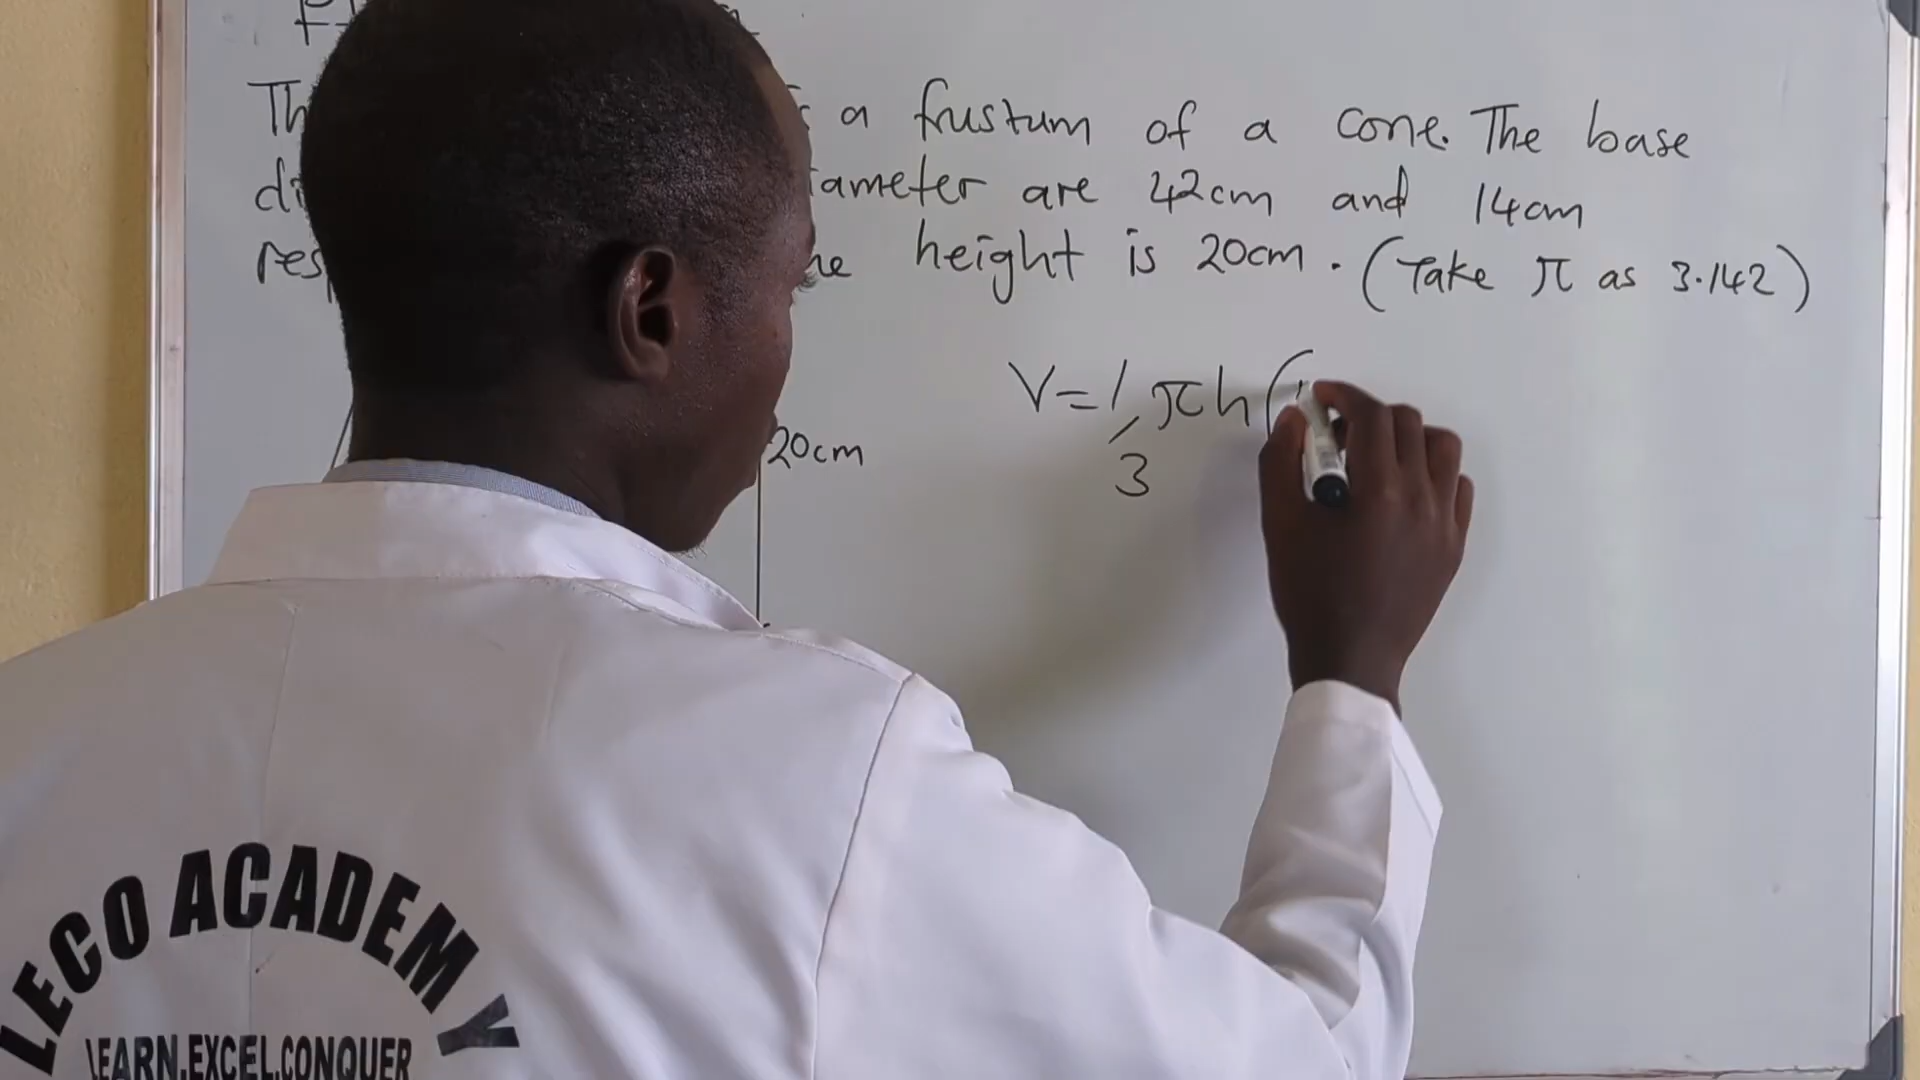 a frustum of a cone. The base
are 42cm and 14cm
height is 20cm. (Take π as 3.142)
V=1/3 πh(
20cm
LECO ACADEMY
LEARN.EXCEL.CONQUER